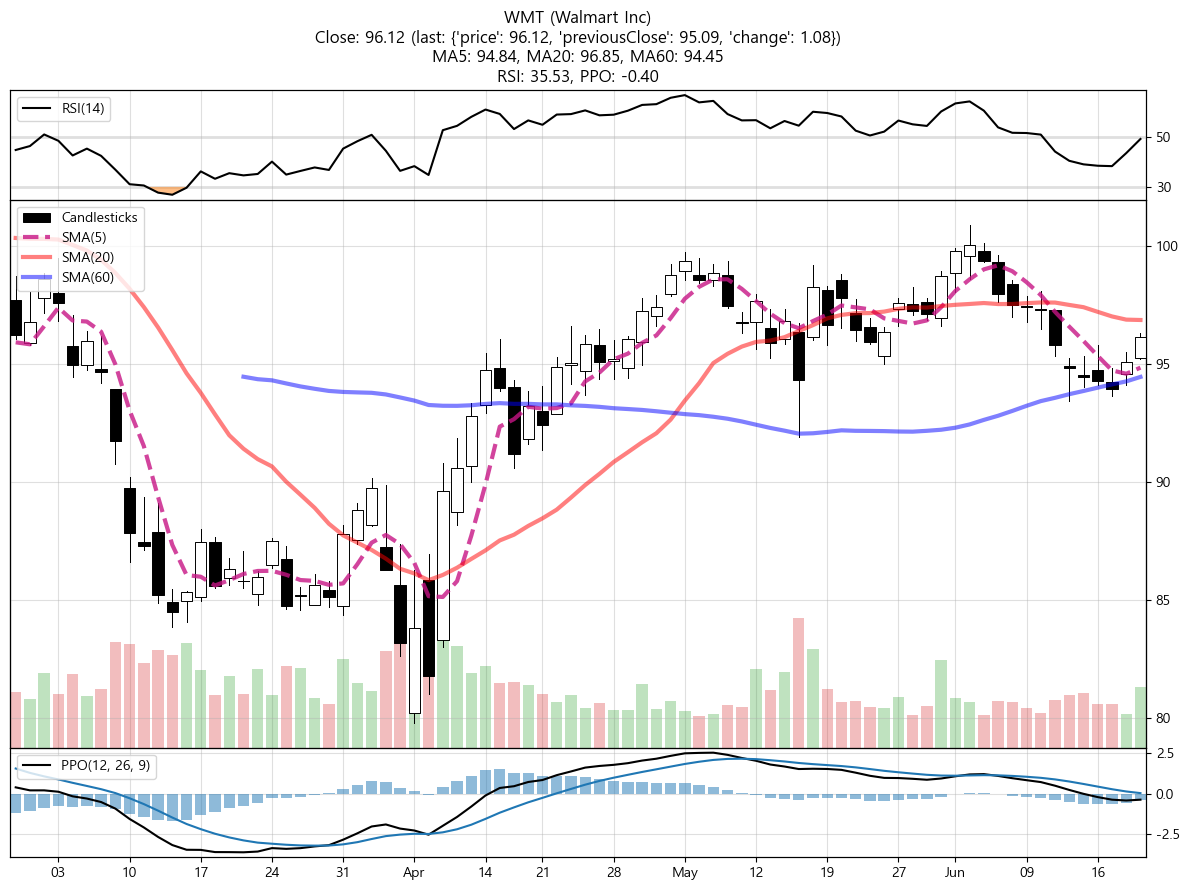 WMT (Walmart Inc)
Close: 96.12 (last: {'price': 96.12, 'previousClose': 95.09, 'change': 1.08})
MA5: 94.84, MA20: 96.85, MA60: 94.45
RSI: 35.53, PPO: -0.40
RSI(14)
50
30
Candlesticks
SMA(5)
SMA(20)
SMA(60)
100
95
90
85
80
PPO(12, 26, 9)
2.5
0.0
-2.5
03 10 17 24 31 Apr 14 21 28 May 12 19 27 Jun 09 16